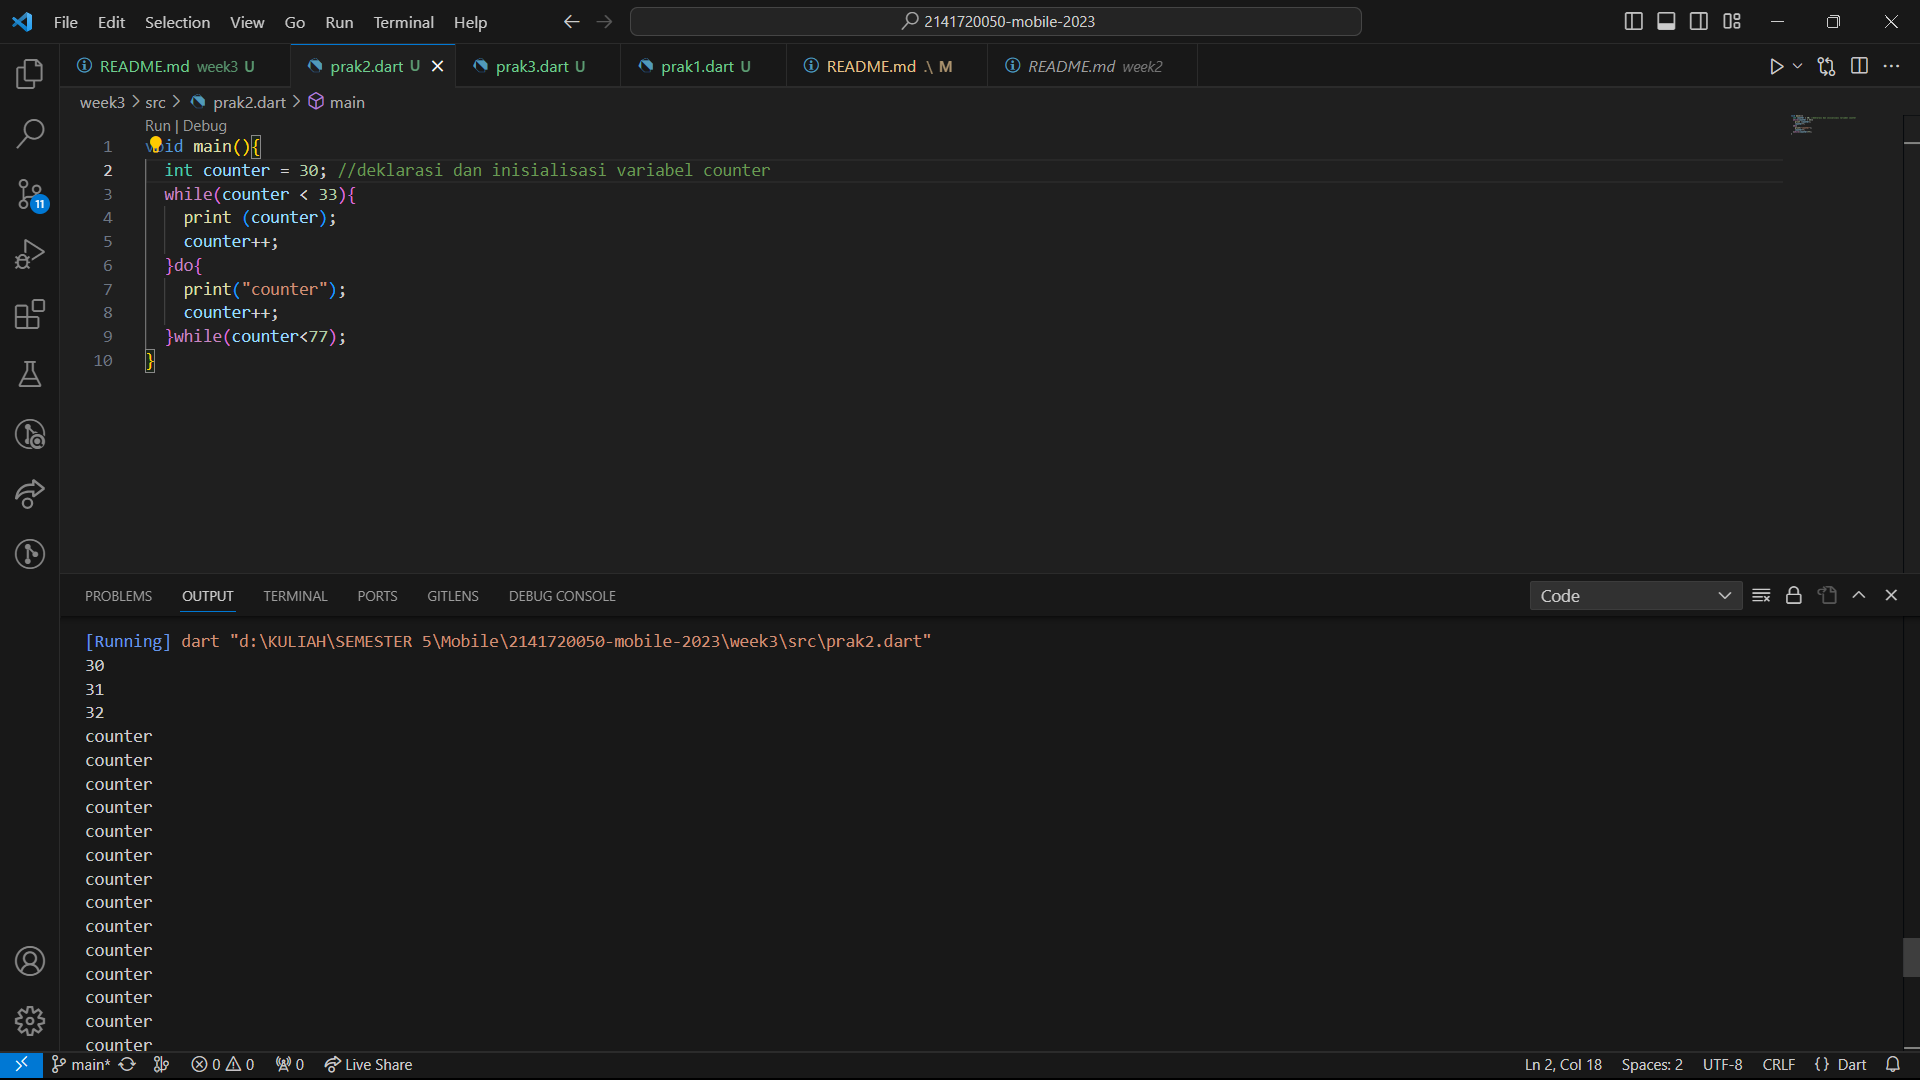 File Edit Selection View Go Run Terminal Help 2141720050-mobile-2023
README.md week3 U prak2.dart U prak3.dart U prak1.dart U README.md .\ M README.md week2
week3 > src > prak2.dart > main
Run | Debug
1 void main(){
2 int counter = 30; //deklarasi dan inisialisasi variabel counter
3 while(counter < 33){
4 print (counter);
5 counter++;
6 }do{
7 print("counter");
8 counter++;
9 }while(counter<77);
10 }
11
PROBLEMS OUTPUT TERMINAL PORTS GITLENS DEBUG CONSOLE Code
[Running] dart "d:\KULIAH\SEMESTER 5\Mobile\2141720050-mobile-2023\week3\src\prak2.dart"
30
31
32
counter
counter
counter
counter
counter
counter
counter
counter
counter
counter
counter
counter
counter
counter
main* 0 0 0 Live Share Ln 2, Col 18 Spaces: 2 UTF-8 CRLF {} Dart